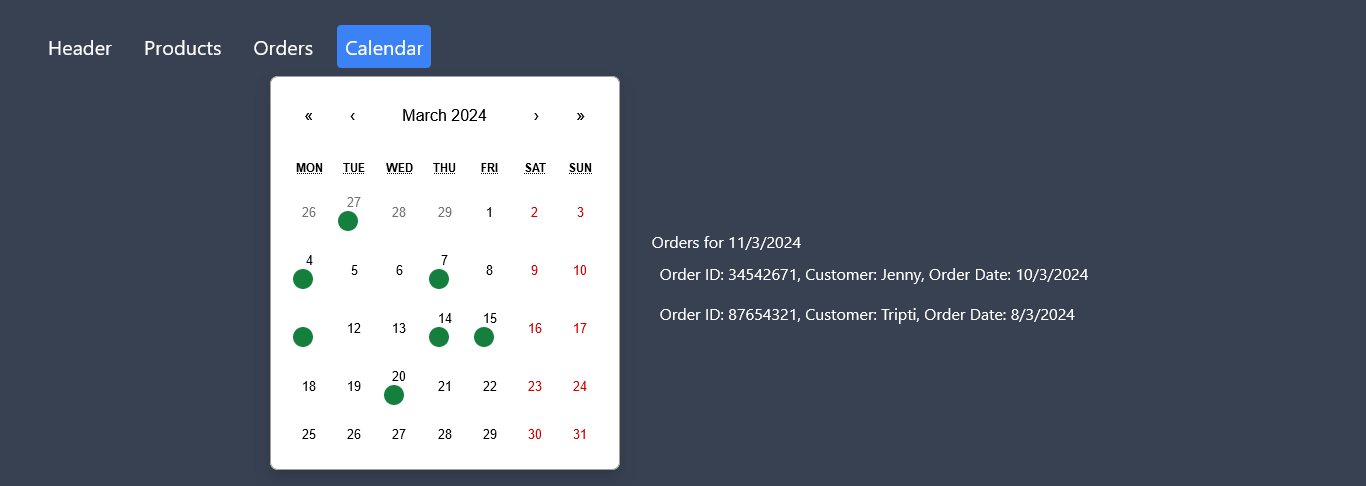 Header Products Orders Calendar
« ‹ March 2024 › »
MON TUE WED THU FRI SAT SUN
26 27 28 29 1 2 3
4 5 6 7 8 9 10
12 13 14 15 16 17
18 19 20 21 22 23 24
25 26 27 28 29 30 31
Orders for 11/3/2024
Order ID: 34542671, Customer: Jenny, Order Date: 10/3/2024
Order ID: 87654321, Customer: Tripti, Order Date: 8/3/2024